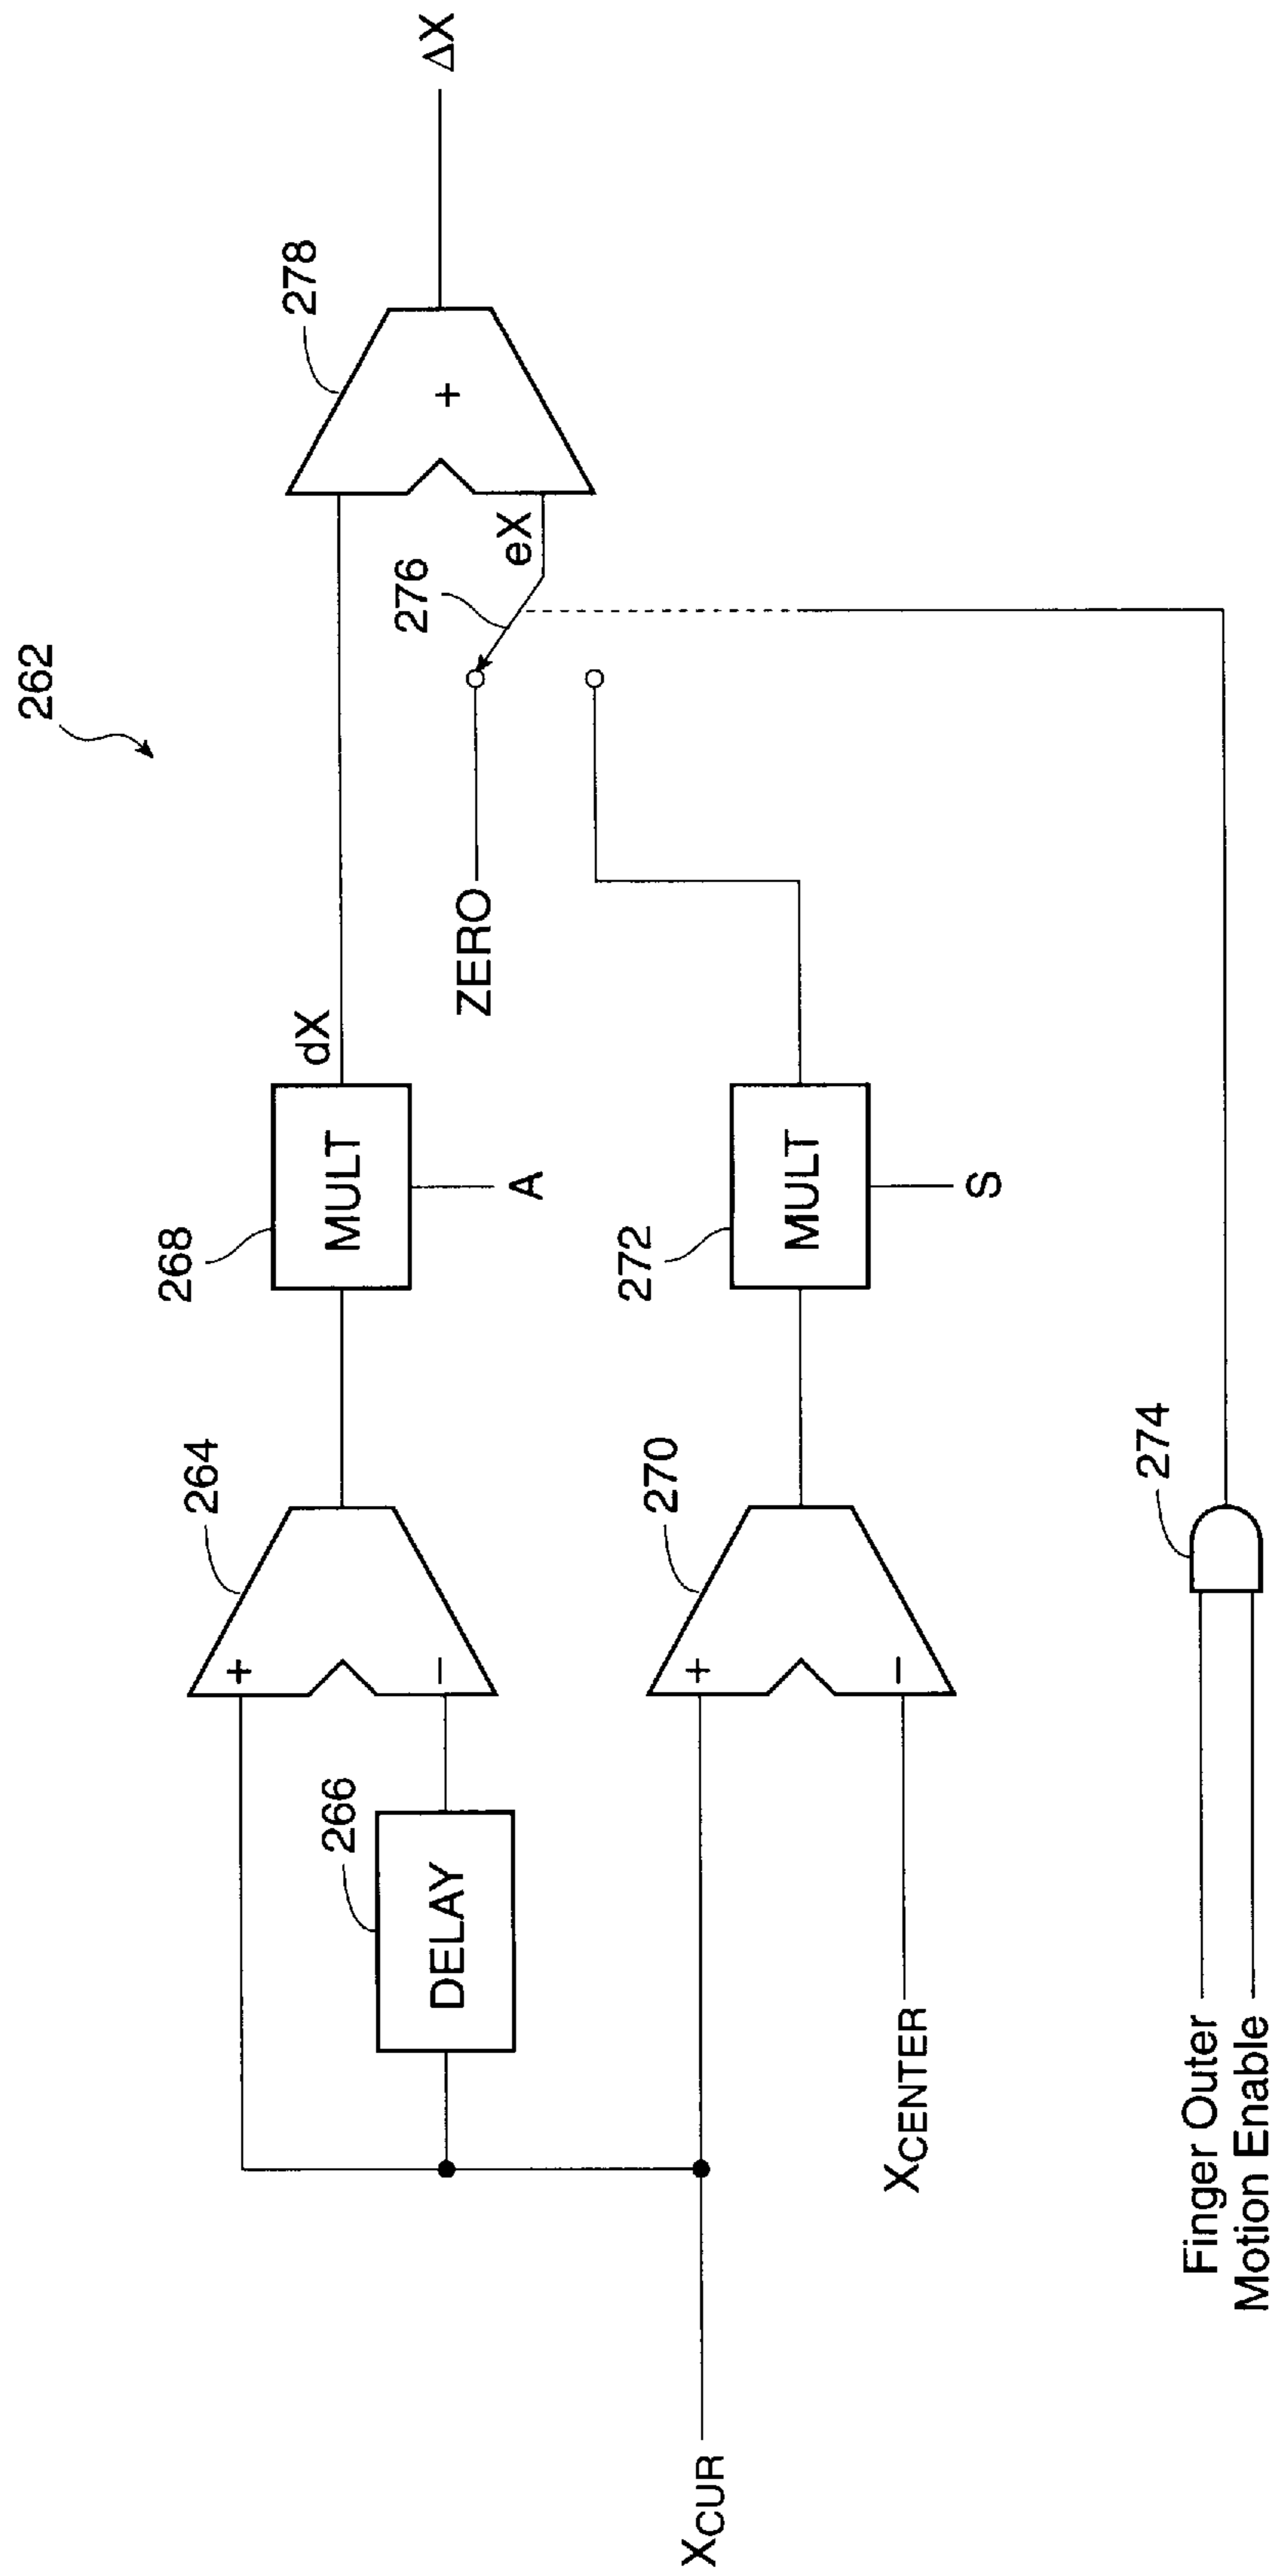 262
278
ΔX
276
eX
ZERO
dX
268
MULT
A
272
MULT
S
264
266
DELAY
+
−
+
270
+
−
XCUR
XCENTER
274
Finger Outer
Motion Enable